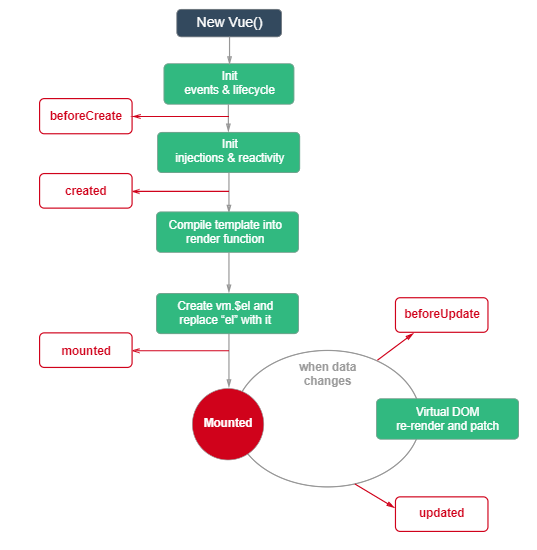 New Vue()
Init
events & lifecycle
beforeCreate
Init
injections & reactivity
created
Compile template into
render function
Create vm.$el and
replace "el" with it
beforeUpdate
mounted
when data
changes
Mounted
Virtual DOM
re-render and patch
updated